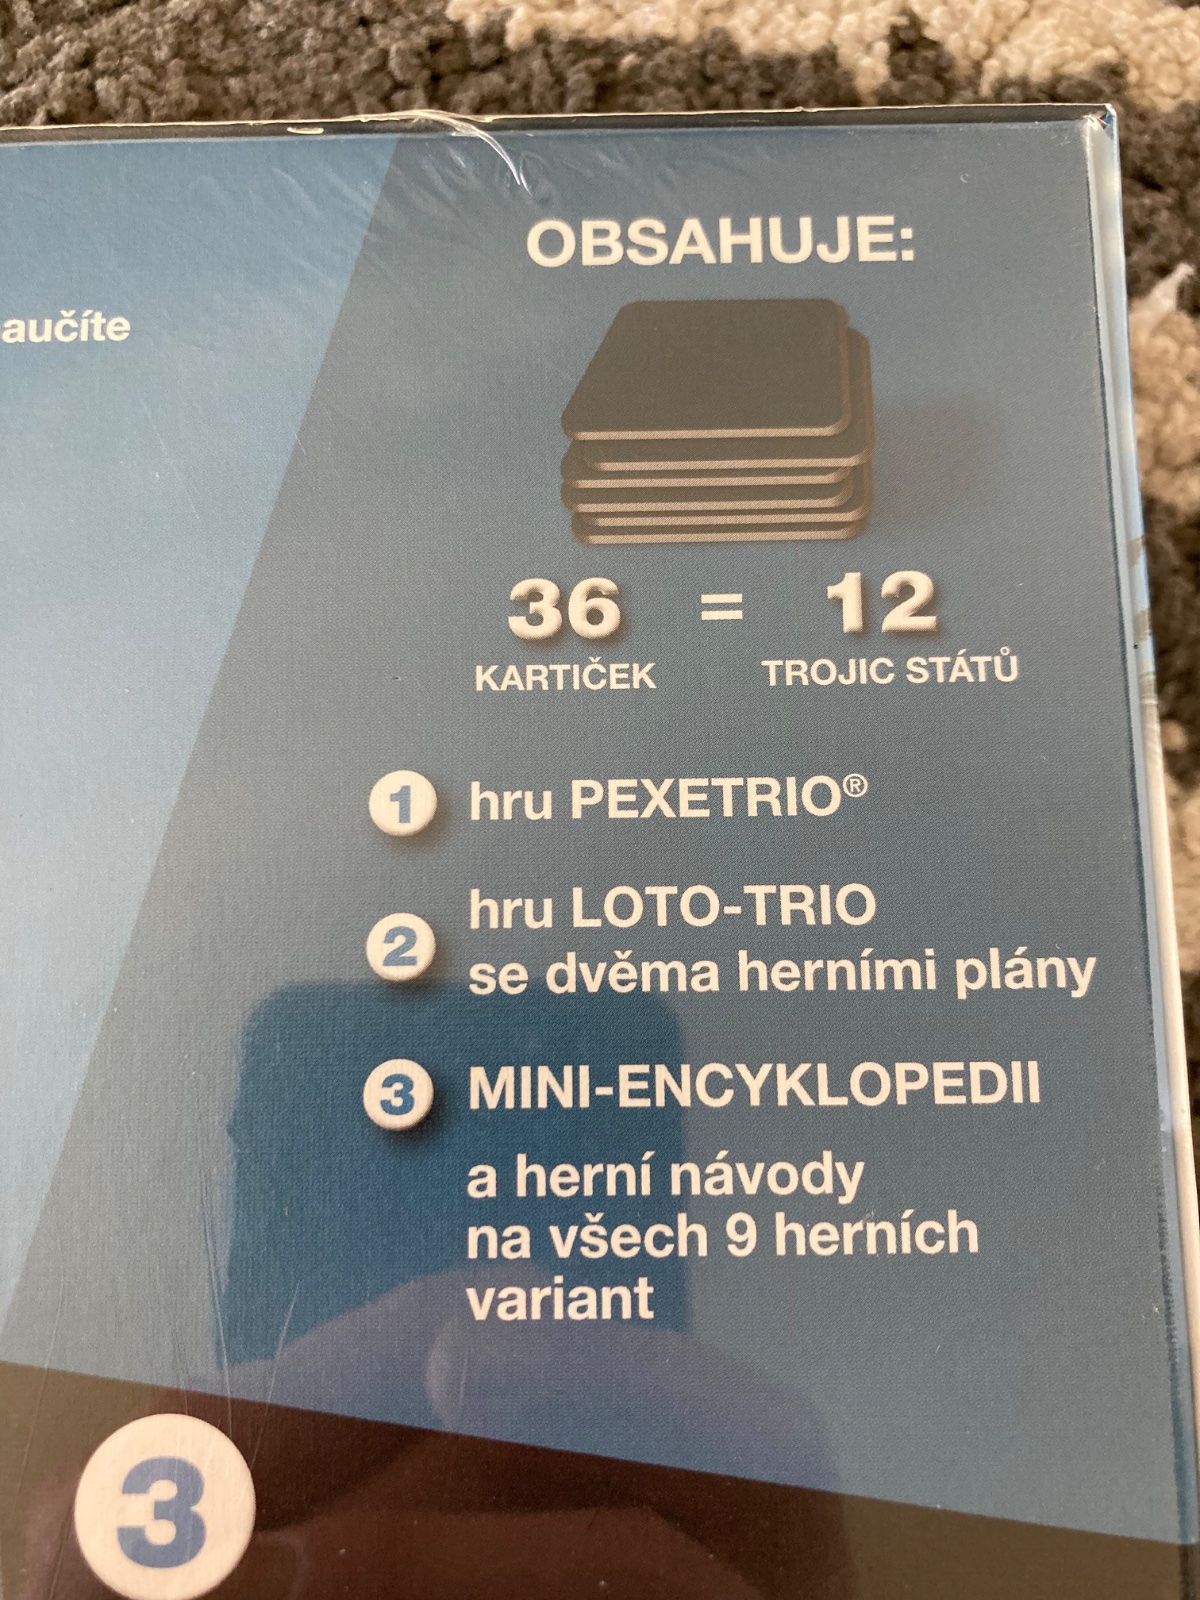 OBSAHUJE:
aučíte
36 = 12
KARTIČEK TROJIC STÁTŮ
1 hru PEXETRIO®
2 hru LOTO-TRIO
se dvěma herními plány
3 MINI-ENCYKLOPEDII
a herní návody
na všech 9 herních
variant
3